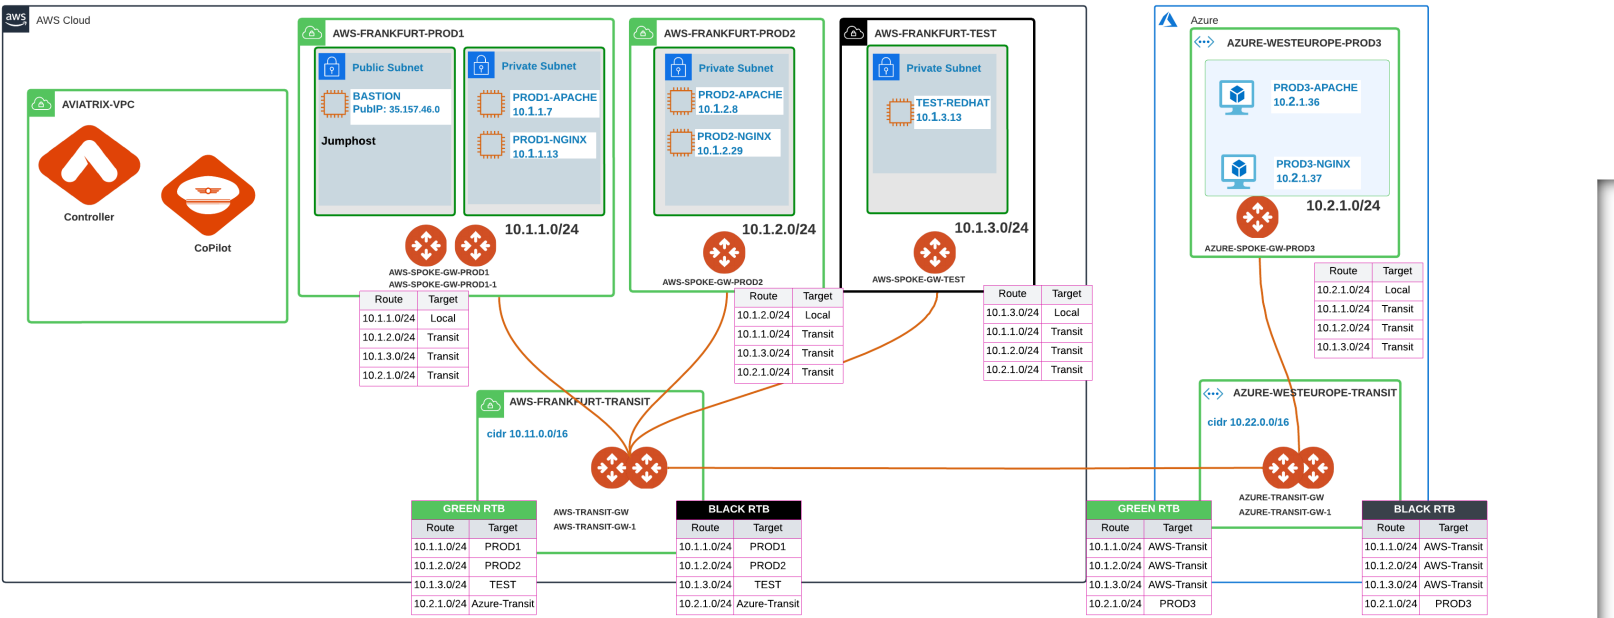 aws
AWS Cloud
AVIATRIX-VPC
Controller
CoPilot
AWS-FRANKFURT-PROD1
Public Subnet
BASTION
PubIP: 35.157.46.0
Jumphost
Private Subnet
PROD1-APACHE
10.1.1.7
PROD1-NGINX
10.1.1.13
10.1.1.0/24
AWS-SPOKE-GW-PROD1
AWS-SPOKE-GW-PROD1-1
Route Target
10.1.1.0/24 Local
10.1.2.0/24 Transit
10.1.3.0/24 Transit
10.2.1.0/24 Transit
AWS-FRANKFURT-PROD2
Private Subnet
PROD2-APACHE
10.1.2.8
PROD2-NGINX
10.1.2.29
10.1.2.0/24
AWS-SPOKE-GW-PROD2
Route Target
10.1.2.0/24 Local
10.1.1.0/24 Transit
10.1.3.0/24 Transit
10.2.1.0/24 Transit
AWS-FRANKFURT-TEST
Private Subnet
TEST-REDHAT
10.1.3.13
10.1.3.0/24
AWS-SPOKE-GW-TEST
Route Target
10.1.3.0/24 Local
10.1.1.0/24 Transit
10.1.2.0/24 Transit
10.2.1.0/24 Transit
AWS-FRANKFURT-TRANSIT
cidr 10.11.0.0/16
AWS-TRANSIT-GW
AWS-TRANSIT-GW-1
GREEN RTB
Route Target
10.1.1.0/24 PROD1
10.1.2.0/24 PROD2
10.1.3.0/24 TEST
10.2.1.0/24 Azure-Transit
BLACK RTB
Route Target
10.1.1.0/24 PROD1
10.1.2.0/24 PROD2
10.1.3.0/24 TEST
10.2.1.0/24 Azure-Transit
Azure
AZURE-WESTEUROPE-PROD3
PROD3-APACHE
10.2.1.36
PROD3-NGINX
10.2.1.37
10.2.1.0/24
AZURE-SPOKE-GW-PROD3
Route Target
10.2.1.0/24 Local
10.1.1.0/24 Transit
10.1.2.0/24 Transit
10.1.3.0/24 Transit
AZURE-WESTEUROPE-TRANSIT
cidr 10.22.0.0/16
AZURE-TRANSIT-GW
AZURE-TRANSIT-GW-1
GREEN RTB
Route Target
10.1.1.0/24 AWS-Transit
10.1.2.0/24 AWS-Transit
10.1.3.0/24 AWS-Transit
10.2.1.0/24 PROD3
BLACK RTB
Route Target
10.1.1.0/24 AWS-Transit
10.1.2.0/24 AWS-Transit
10.1.3.0/24 AWS-Transit
10.2.1.0/24 PROD3